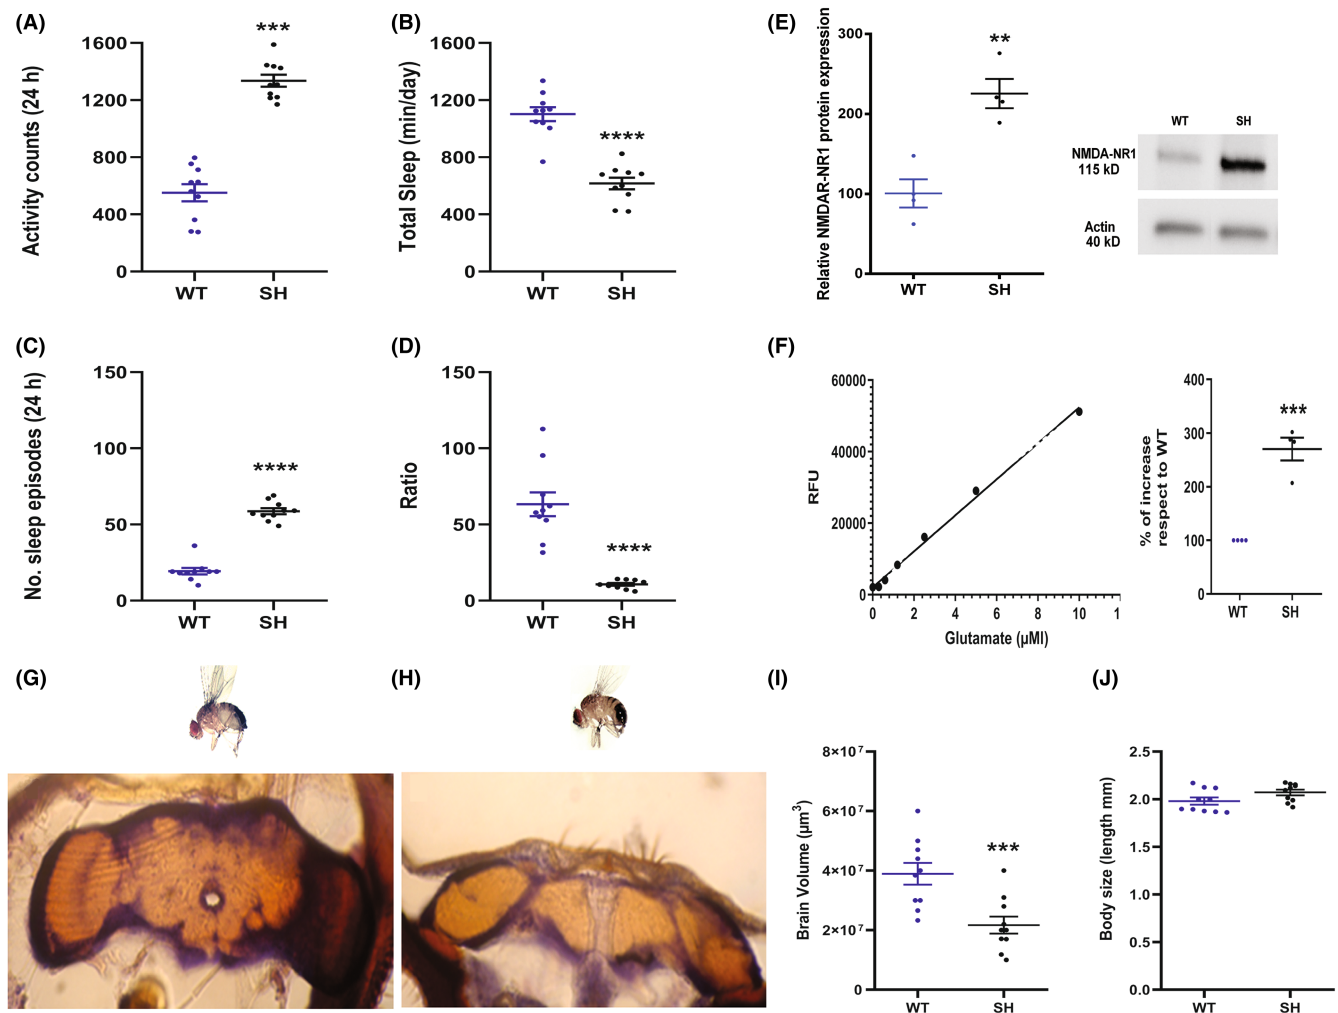 (A)
Activity counts (24 h)
1600
1200
800
400
0
***
WT
SH
(B)
Total Sleep (min/day)
1600
1200
800
400
0
****
WT
SH
(E)
Relative NMDAR-NR1 protein expression
300
200
100
0
**
WT
SH
WT
SH
NMDA-NR1
115 kD
Actin
40 kD
(C)
No. sleep episodes (24 h)
150
100
50
0
****
WT
SH
(D)
Ratio
150
100
50
0
****
WT
SH
(F)
RFU
60000
40000
20000
0
0
2
4
6
8
10
1
Glutamate (µMl)
% of increase
respect to WT
400
300
200
100
0
***
WT
SH
(G)
(H)
(I)
Brain Volume (µm³)
8×10⁷
6×10⁷
4×10⁷
2×10⁷
0
***
WT
SH
(J)
Body size (length mm)
2.5
2.0
1.5
1.0
0.5
0.0
WT
SH